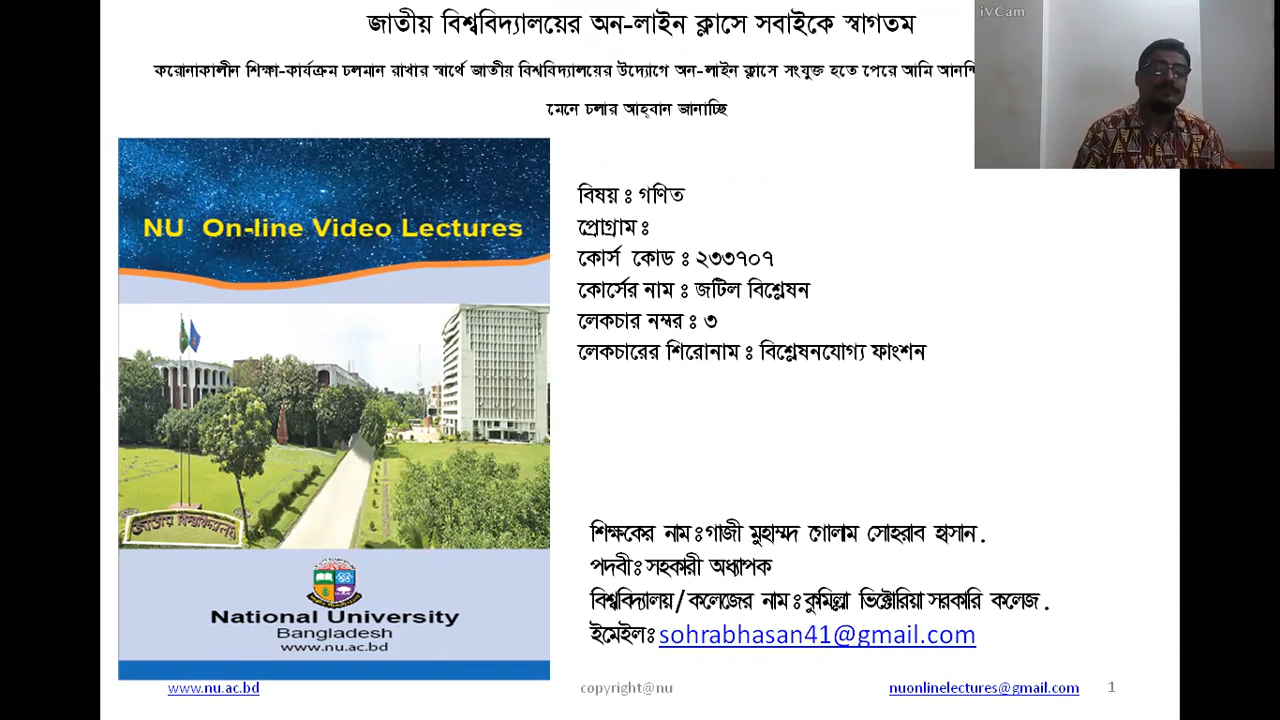 জাতীয় বিশ্ববিদ্যালয়ের অন-লাইন ক্লাসে সবাইকে স্বাগতম
iVCam
করোনাকালীন শিক্ষা-কার্যক্রম চলমান রাখার স্বার্থে জাতীয় বিশ্ববিদ্যালয়ের উদ্যোগে অন-লাইন ক্লাসে সংযুক্ত হতে পেরে আমি
মেনে চলার আহ্বান জানাচ্ছি
NU On-line Video Lectures
বিষয় : গণিত
প্রোগ্রাম :
কোর্স কোড : ২৩৩৭০৭
কোর্সের নাম : জটিল বিশ্লেষন
লেকচার নম্বর : ৩
লেকচারের শিরোনাম : বিশ্লেষনযোগ্য ফাংশন
জাতীয় বিশ্ববিদ্যালয়
National University
Bangladesh
www.nu.ac.bd
শিক্ষকের নাম : গাজী মুহাম্মদ গোলাম সোহরাব হাসান .
পদবী : সহকারী অধ্যাপক
বিশ্ববিদ্যালয়/কলেজের নাম : কুমিল্লা ভিক্টোরিয়া সরকারি কলেজ .
ইমেইল: sohrabhasan41@gmail.com
www.nu.ac.bd
copyright@nu
nuonlinelectures@gmail.com
1